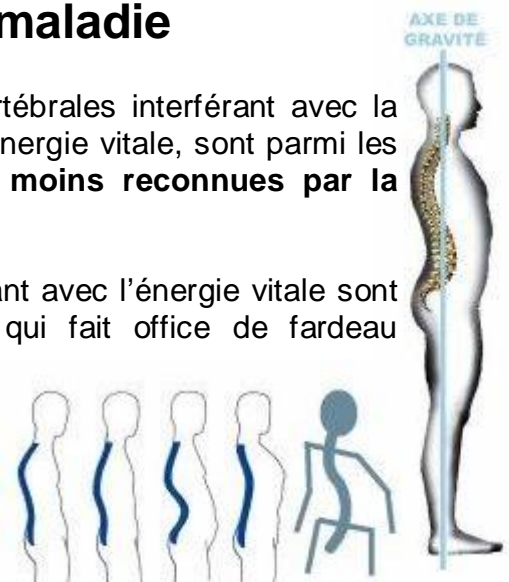 maladie
AXE DE
GRAVITÉ
rtébrales interférant avec la
nergie vitale, sont parmi les
moins reconnues par la
ant avec l’énergie vitale sont
qui fait office de fardeau